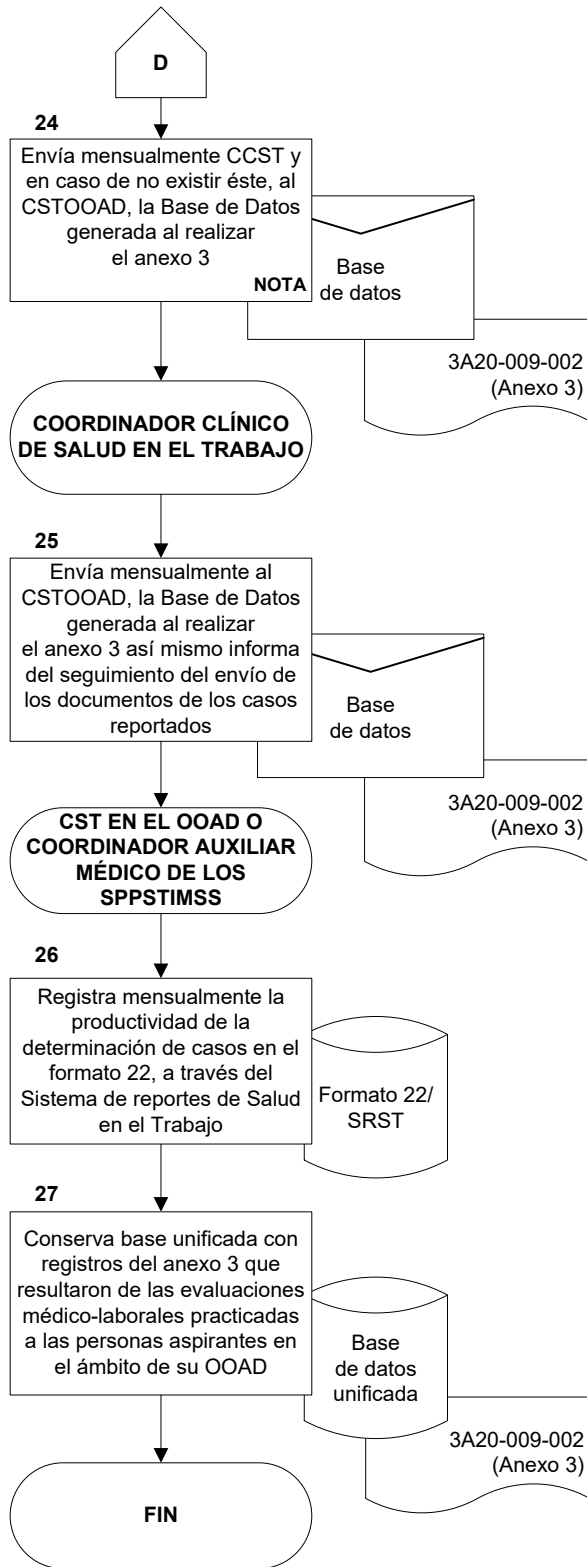 D
24
Envía mensualmente CCST y
en caso de no existir éste, al
CSTOOAD, la Base de Datos
generada al realizar
el anexo 3
NOTA
Base
de datos
3A20-009-002
(Anexo 3)
COORDINADOR CLÍNICO
DE SALUD EN EL TRABAJO
25
Envía mensualmente al
CSTOOAD, la Base de Datos
generada al realizar
el anexo 3 así mismo informa
del seguimiento del envío de
los documentos de los casos
reportados
Base
de datos
3A20-009-002
(Anexo 3)
CST EN EL OOAD O
COORDINADOR AUXILIAR
MÉDICO DE LOS
SPPSTIMSS
26
Registra mensualmente la
productividad de la
determinación de casos en el
formato 22, a través del
Sistema de reportes de Salud
en el Trabajo
Formato 22/
SRST
27
Conserva base unificada con
registros del anexo 3 que
resultaron de las evaluaciones
médico-laborales practicadas
a las personas aspirantes en
el ámbito de su OOAD
Base
de datos
unificada
3A20-009-002
(Anexo 3)
FIN